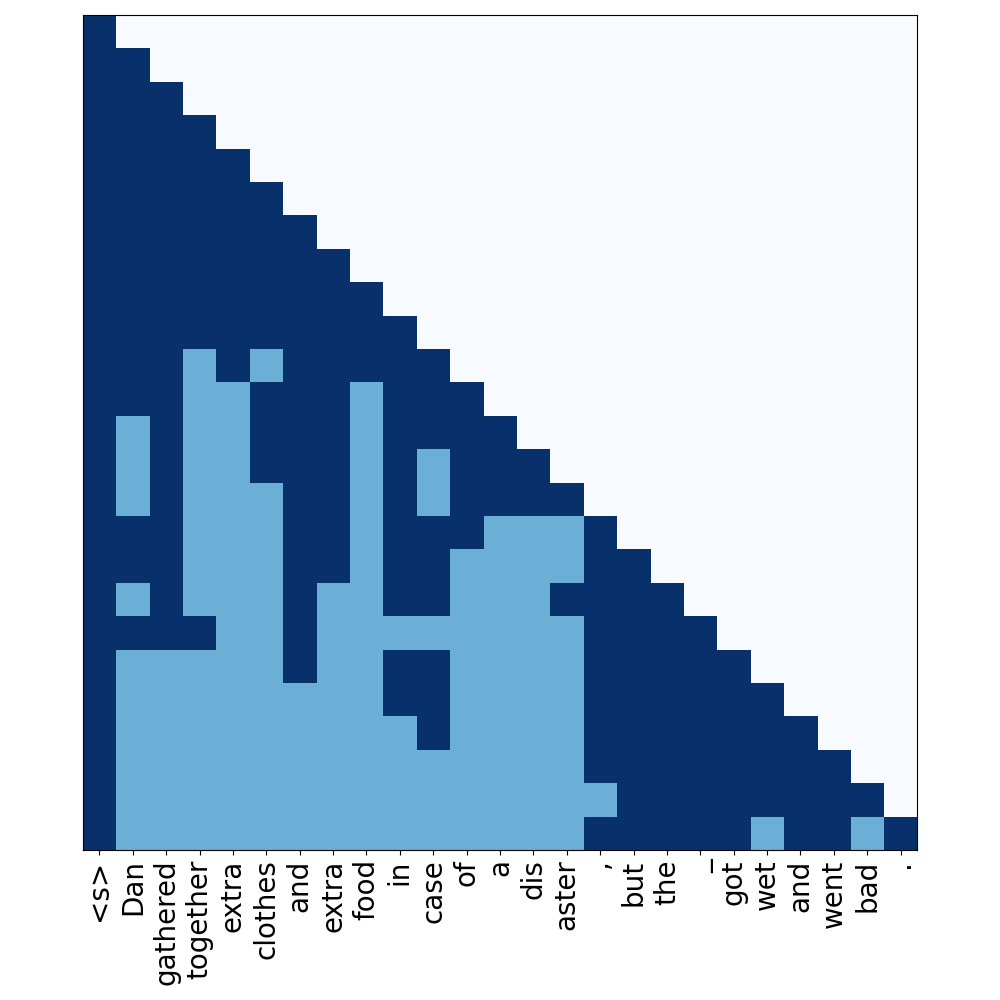 <s> Dan gathered together extra clothes and extra food in case of a dis aster , but the _ got wet and went bad .